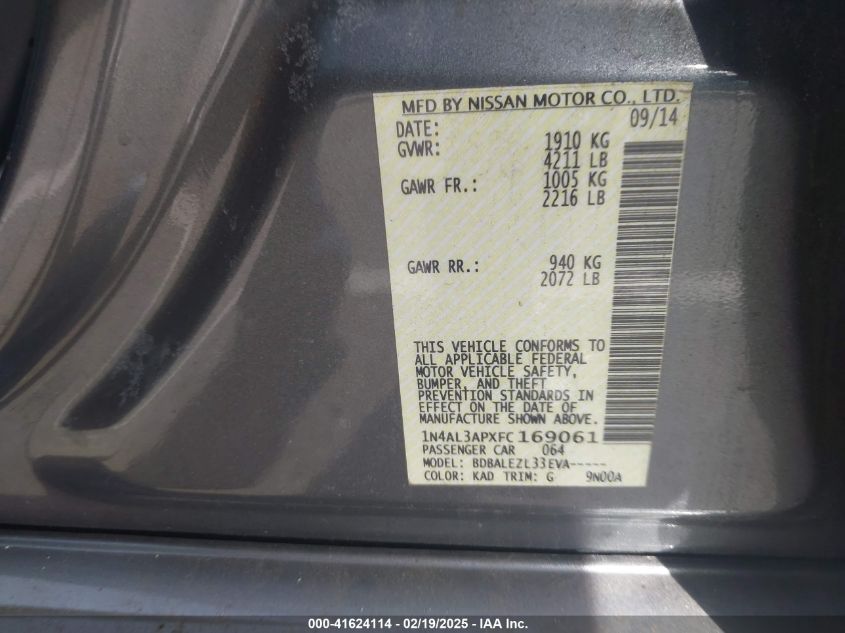 MFD BY NISSAN MOTOR CO., LTD.
DATE: 09/14
GVWR: 1910 KG
4211 LB
GAWR FR.: 1005 KG
2216 LB
GAWR RR.: 940 KG
2072 LB
THIS VEHICLE CONFORMS TO
ALL APPLICABLE FEDERAL
MOTOR VEHICLE SAFETY,
BUMPER, AND THEFT
PREVENTION STANDARDS IN
EFFECT ON THE DATE OF
MANUFACTURE SHOWN ABOVE.
1N4AL3APXFC169061
PASSENGER CAR 064
MODEL: BDBALEZL33EVA-----
COLOR: KAD TRIM: G 9N00A
000-41624114 — 02/19/2025 — IAA Inc.